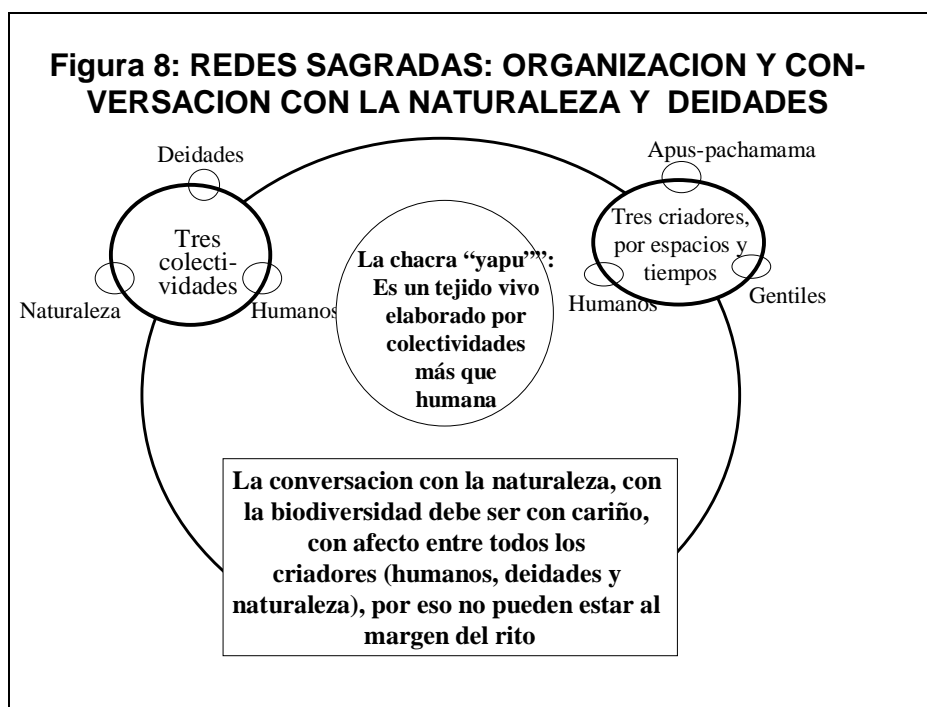 Figura 8: REDES SAGRADAS: ORGANIZACION Y CON-
VERSACION CON LA NATURALEZA Y DEIDADES
Deidades
Tres
colecti-
vidades
Naturaleza
Humanos
La chacra “yapu””:
Es un tejido vivo
elaborado por
colectividades
más que
humana
Apus-pachamama
Tres criadores,
por espacios y
tiempos
Humanos
Gentiles
La conversacion con la naturaleza, con
la biodiversidad debe ser con cariño,
con afecto entre todos los
criadores (humanos, deidades y
naturaleza), por eso no pueden estar al
margen del rito